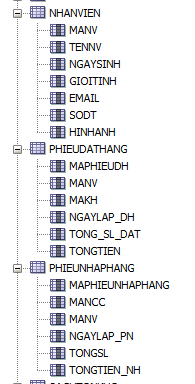 NHANVIEN
MANV
TENNV
NGAYSINH
GIOITINH
EMAIL
SODT
HINHANH
PHIEUDATHANG
MAPHIEUDH
MANV
MAKH
NGAYLAP_DH
TONG_SL_DAT
TONGTIEN
PHIEUNHAPHANG
MAPHIEUNHAPHANG
MANCC
MANV
NGAYLAP_PN
TONGSL
TONGTIEN_NH